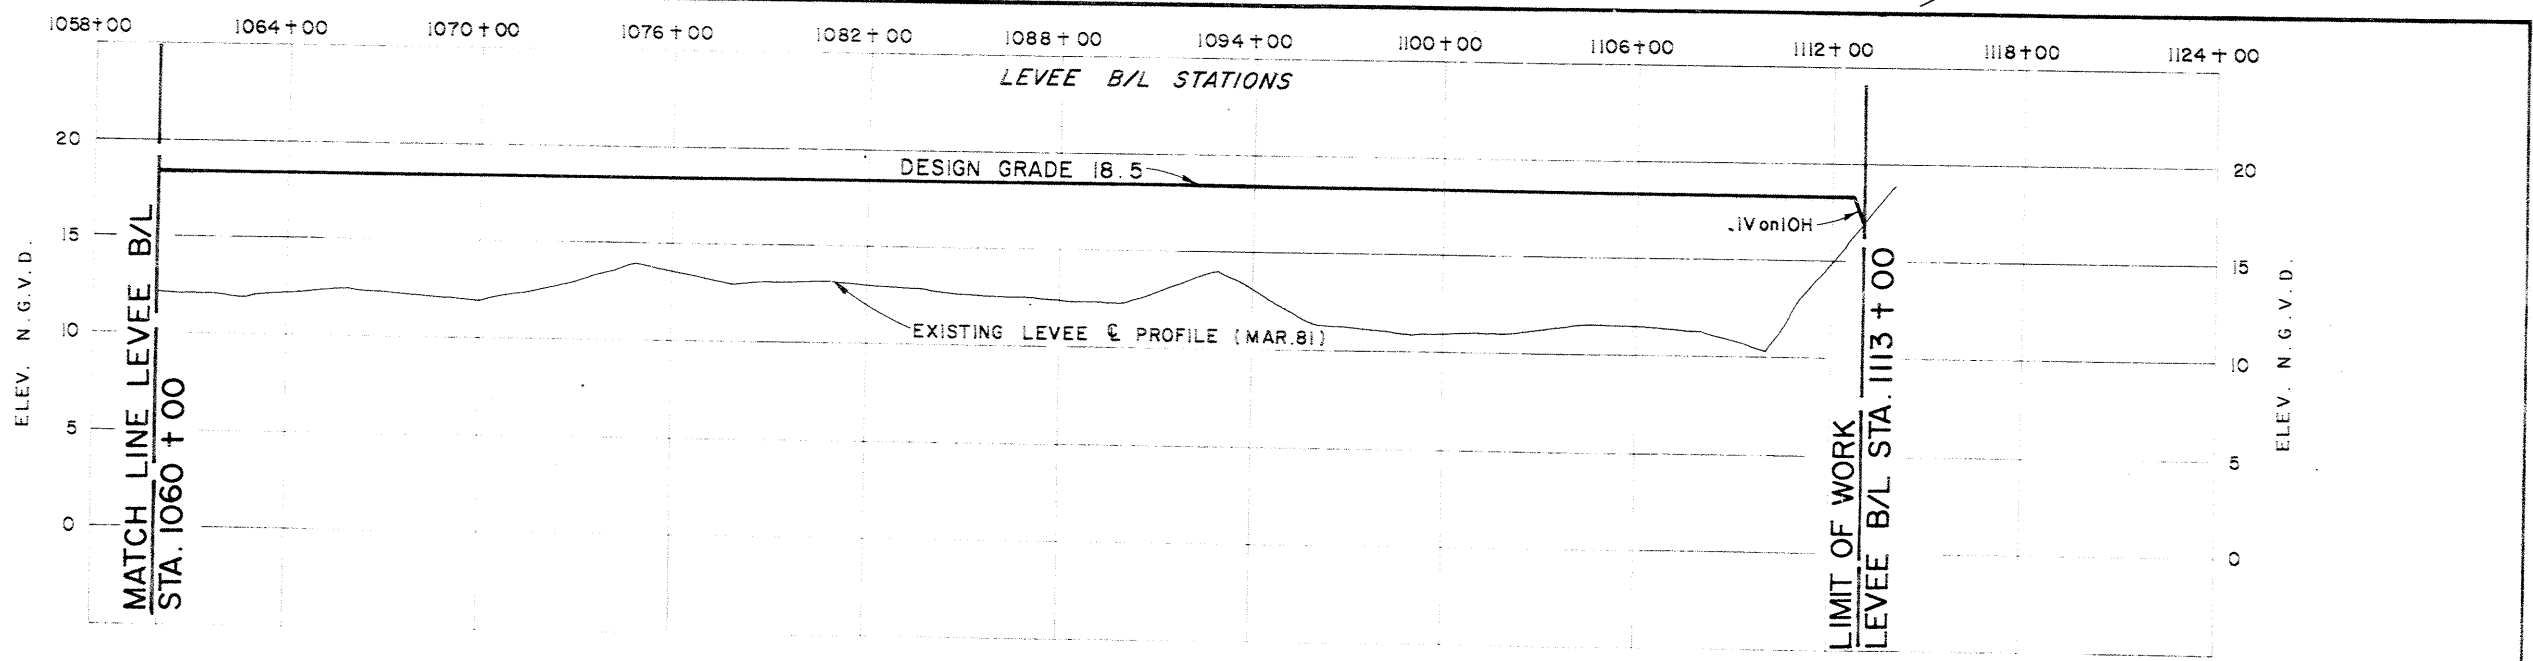 1058+00 1064+00 1070+00 1076+00 1082+00 1088+00 1094+00 1100+00 1106+00 1112+00 1118+00 1124+00
LEVEE B/L STATIONS
20
15
10
5
0
ELEV. N.G.V.D.
MATCH LINE LEVEE B/L
STA. 1060+00
DESIGN GRADE 18.5
.1Von10H
EXISTING LEVEE ℄ PROFILE (MAR.81)
LIMIT OF WORK
LEVEE B/L STA. 1113+00
20
15
10
5
0
ELEV. N.G.V.D.